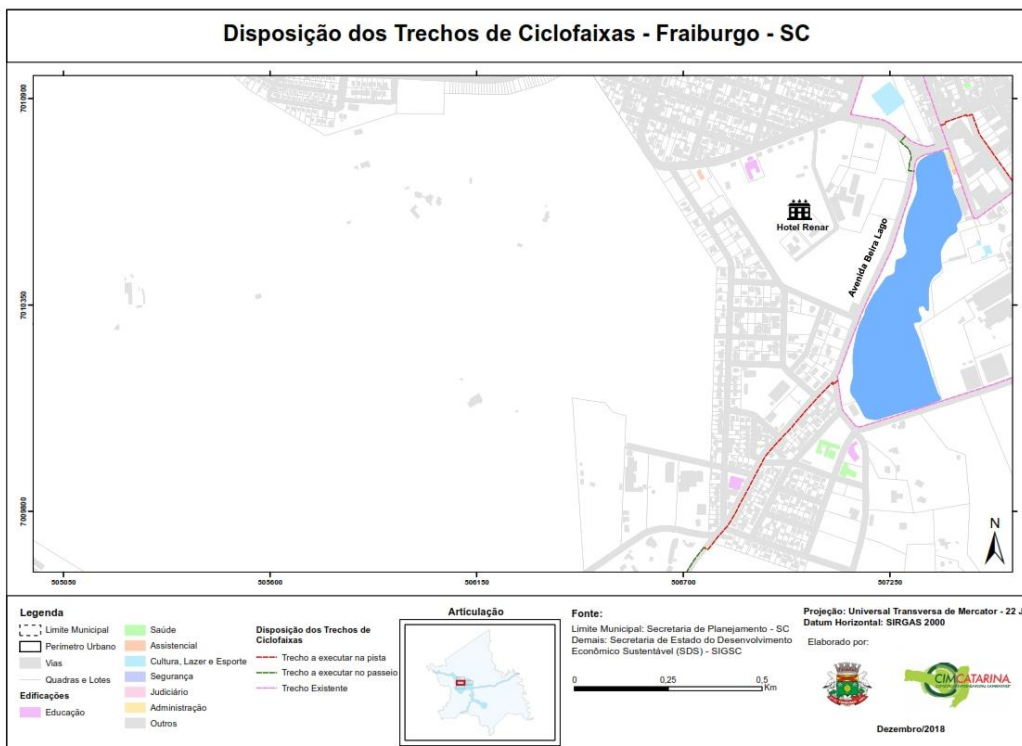 Disposição dos Trechos de Ciclofaixas - Fraiburgo - SC
7010900
7010350
7009800
Hotel Renar
Avenida Beira Lago
N
505050
505600
506150
506700
507250
Legenda
Limite Municipal
Perímetro Urbano
Vias
Quadras e Lotes
Edificações
Educação
Saúde
Assistencial
Cultura, Lazer e Esporte
Segurança
Judiciário
Administração
Outros
Disposição dos Trechos de
Ciclofaixas
Trecho a executar na pista
Trecho a executar no passeio
Trecho Existente
Articulação
Fonte:
Limite Municipal: Secretaria de Planejamento - SC
Demais: Secretaria de Estado do Desenvolvimento
Econômico Sustentável (SDS) - SIGSC
0 0,25 0,5
Km
Projeção: Universal Transversa de Mercator - 22 J
Datum Horizontal: SIRGAS 2000
Elaborado por:
CIMCATARINA
Dezembro/2018